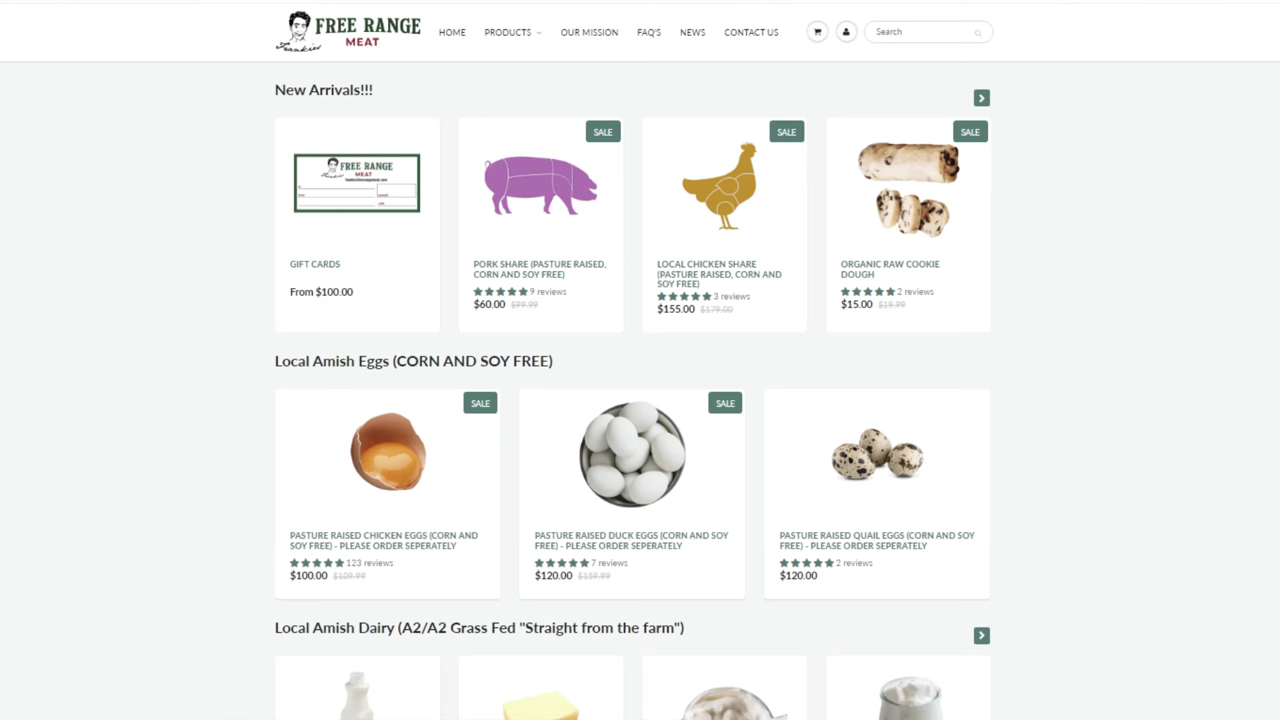 Frankies
FREE RANGE
MEAT
HOME
PRODUCTS
OUR MISSION
FAQ'S
NEWS
CONTACT US
Search
New Arrivals!!!
FREE RANGE
MEAT
GIFT CARDS
From $100.00
SALE
PORK SHARE (PASTURE RAISED,
CORN AND SOY FREE)
9 reviews
$60.00 $99.99
SALE
LOCAL CHICKEN SHARE
(PASTURE RAISED, CORN AND
SOY FREE)
3 reviews
$155.00 $179.00
SALE
ORGANIC RAW COOKIE
DOUGH
2 reviews
$15.00 $19.99
Local Amish Eggs (CORN AND SOY FREE)
SALE
PASTURE RAISED CHICKEN EGGS (CORN AND
SOY FREE) - PLEASE ORDER SEPERATELY
123 reviews
$100.00 $109.99
SALE
PASTURE RAISED DUCK EGGS (CORN AND SOY
FREE) - PLEASE ORDER SEPERATELY
7 reviews
$120.00 $159.99
PASTURE RAISED QUAIL EGGS (CORN AND SOY
FREE) - PLEASE ORDER SEPERATELY
2 reviews
$120.00
Local Amish Dairy (A2/A2 Grass Fed "Straight from the farm")